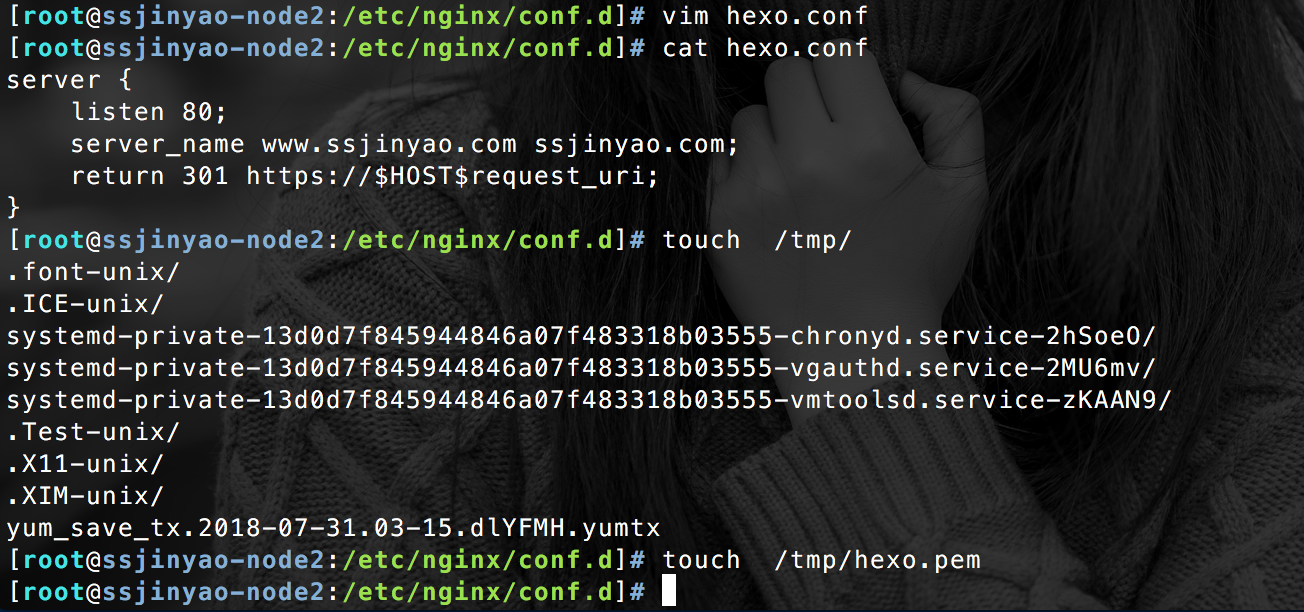 [root@ssjinyao-node2:/etc/nginx/conf.d]# vim hexo.conf
[root@ssjinyao-node2:/etc/nginx/conf.d]# cat hexo.conf
server {
    listen 80;
    server_name www.ssjinyao.com ssjinyao.com;
    return 301 https://$HOST$request_uri;
}
[root@ssjinyao-node2:/etc/nginx/conf.d]# touch  /tmp/
.font-unix/
.ICE-unix/
systemd-private-13d0d7f845944846a07f483318b03555-chronyd.service-2hSoeO/
systemd-private-13d0d7f845944846a07f483318b03555-vgauthd.service-2MU6mv/
systemd-private-13d0d7f845944846a07f483318b03555-vmtoolsd.service-zKAAN9/
.Test-unix/
.X11-unix/
.XIM-unix/
yum_save_tx.2018-07-31.03-15.dlYFMH.yumtx
[root@ssjinyao-node2:/etc/nginx/conf.d]# touch  /tmp/hexo.pem
[root@ssjinyao-node2:/etc/nginx/conf.d]#